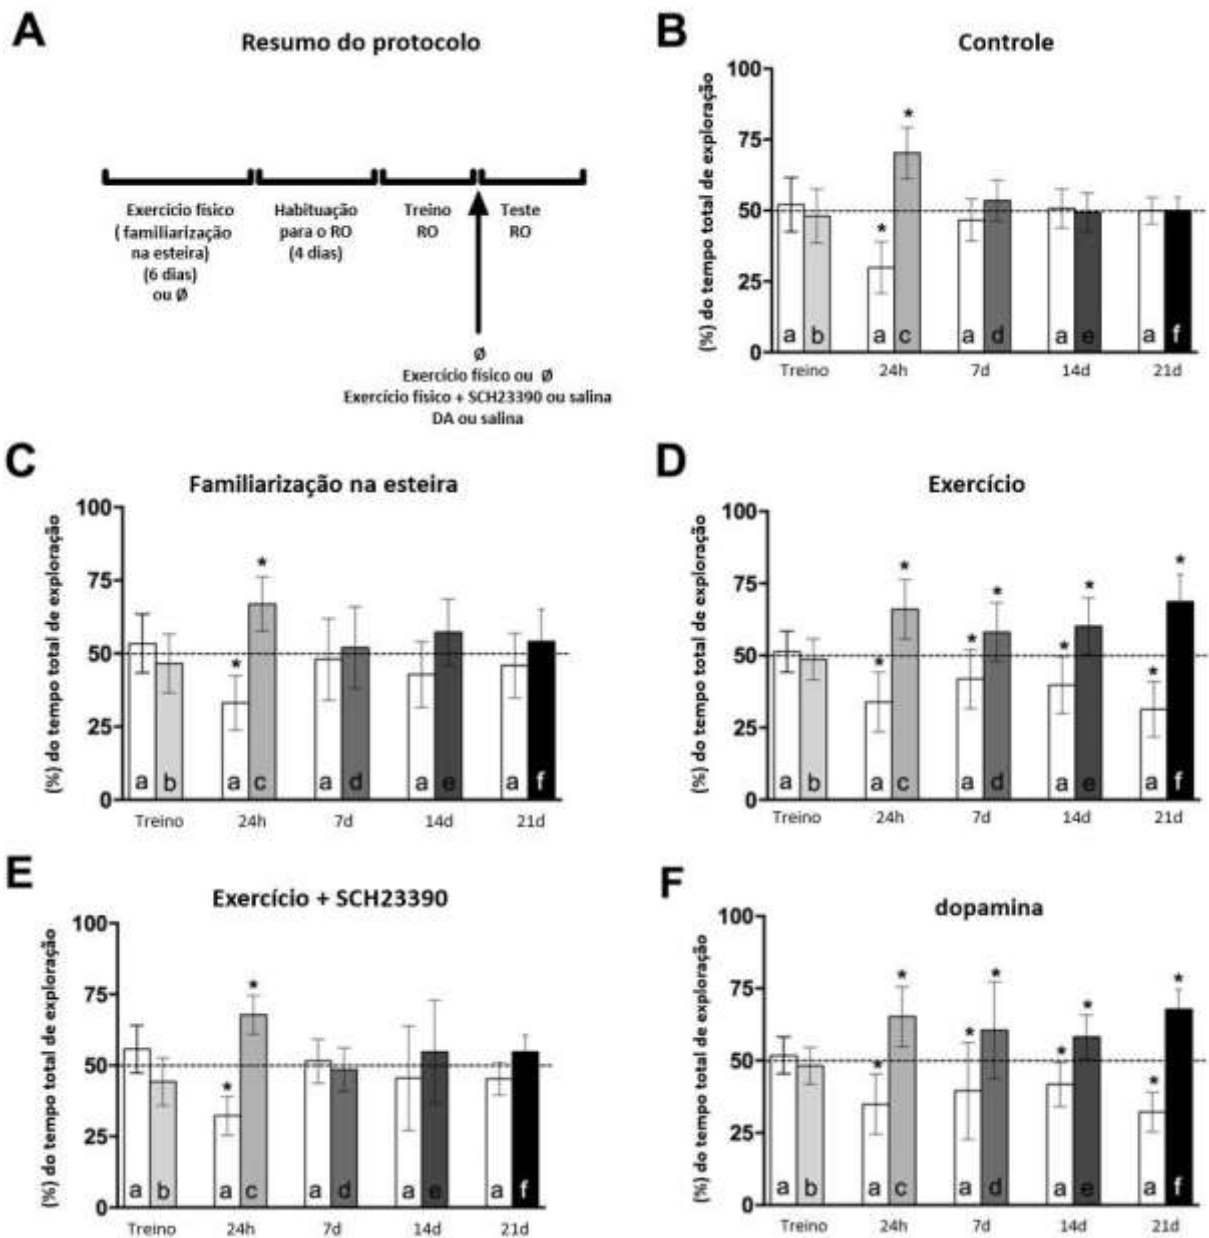 A
Resumo do protocolo
Exercício físico
( familiarização
na esteira)
(6 dias)
ou Ø
Habituação
para o RO
(4 dias)
Treino
RO
Teste
RO
Ø
Exercício físico ou Ø
Exercício físico + SCH23390 ou salina
DA ou salina
B
Controle
(%) do tempo total de exploração
100
75
50
25
0
* *
a b a c a d a e a f
Treino 24h 7d 14d 21d
C
Familiarização na esteira
(%) do tempo total de exploração
100
75
50
25
0
* *
a b a c a d a e a f
Treino 24h 7d 14d 21d
D
Exercício
(%) do tempo total de exploração
100
75
50
25
0
* * * * * * * *
a b a c a d a e a f
Treino 24h 7d 14d 21d
E
Exercício + SCH23390
(%) do tempo total de exploração
100
75
50
25
0
* *
a b a c a d a e a f
Treino 24h 7d 14d 21d
F
dopamina
(%) do tempo total de exploração
100
75
50
25
0
* * * * * * * *
a b a c a d a e a f
Treino 24h 7d 14d 21d